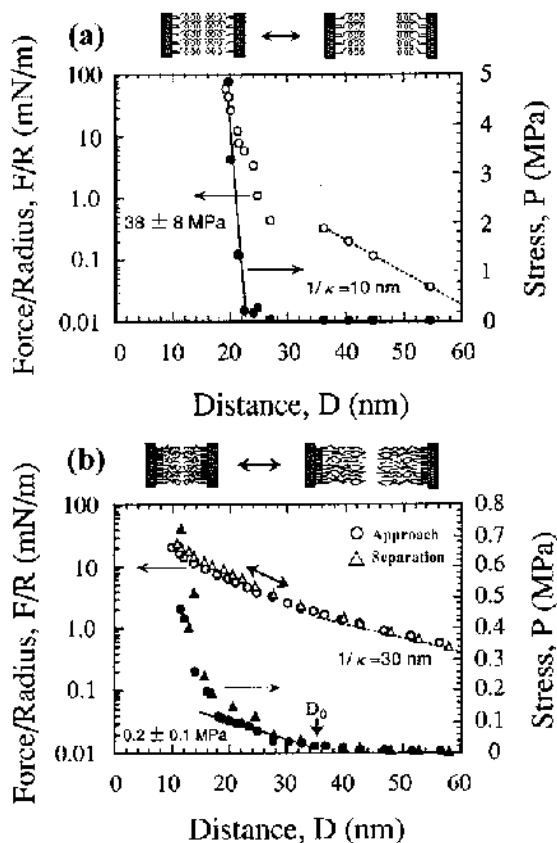 (a)
Force/Radius, F/R (mN/m)
100
10
1.0
0.1
0.01
38 ± 8 MPa
1/κ=10 nm
5
4
3
2
1
0
Stress, P (MPa)
0 10 20 30 40 50 60
Distance, D (nm)
(b)
Force/Radius, F/R (mN/m)
100
10
1.0
0.1
0.01
Approach
Separation
1/κ=30 nm
D0
0.2 ± 0.1 MPa
0.8
0.7
0.6
0.5
0.4
0.3
0.2
0.1
0
Stress, P (MPa)
0 10 20 30 40 50 60
Distance, D (nm)